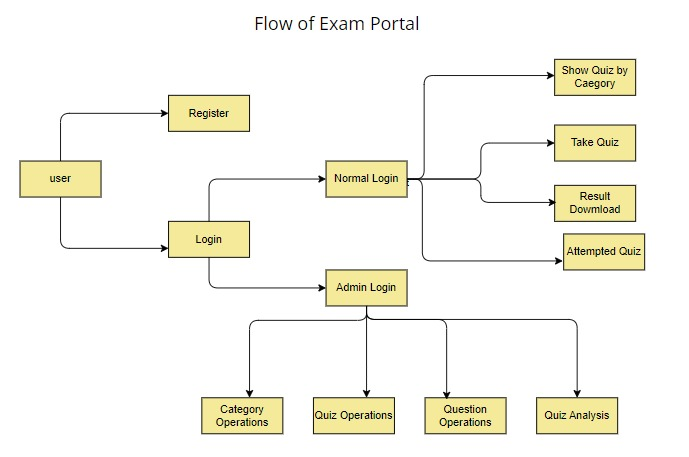 Flow of Exam Portal
Show Quiz by
Caegory
Register
Take Quiz
user
Normal Login
Result
Dowmload
Login
Attempted Quiz
Admin Login
Category
Operations
Quiz Operations
Question
Operations
Quiz Analysis